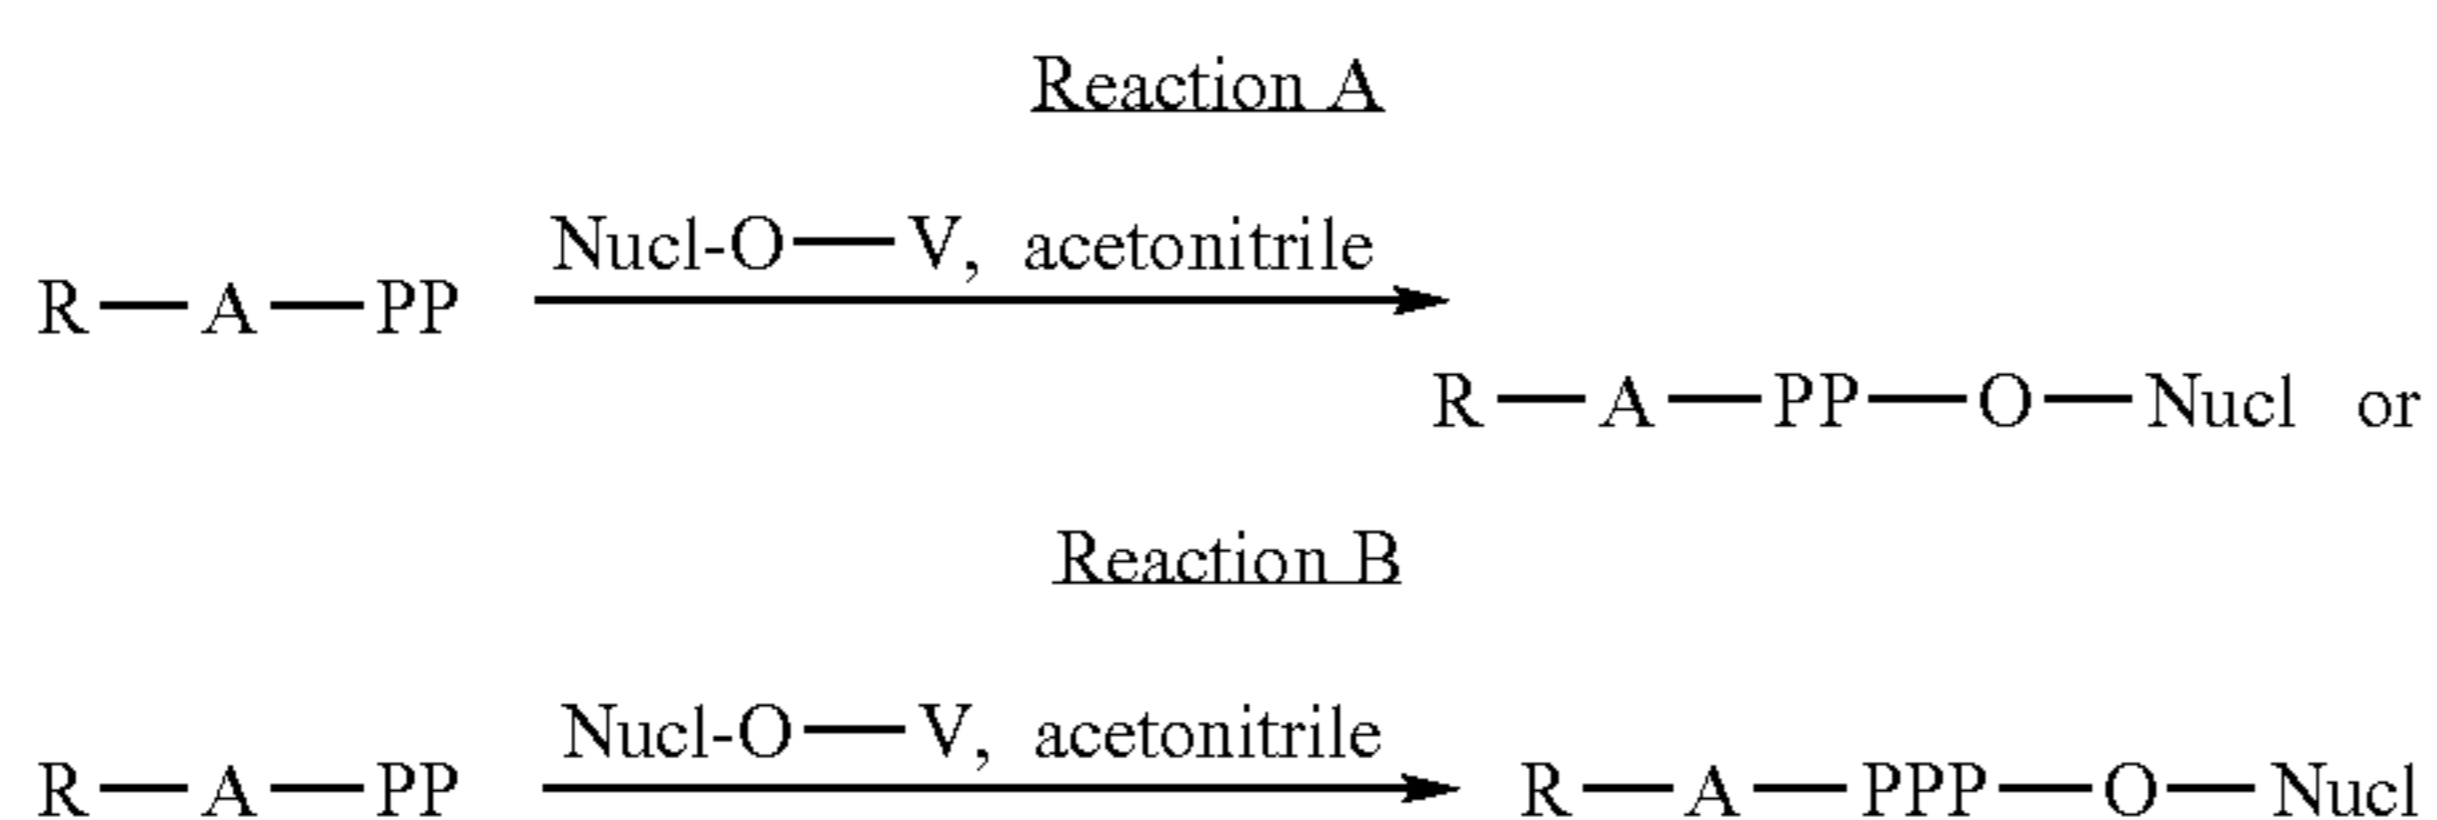 Reaction A
Nucl-O—V, acetonitrile
R—A—PP
R—A—PP—O—Nucl or
Reaction B
Nucl-O—V, acetonitrile
R—A—PP R—A—PPP—O—Nucl